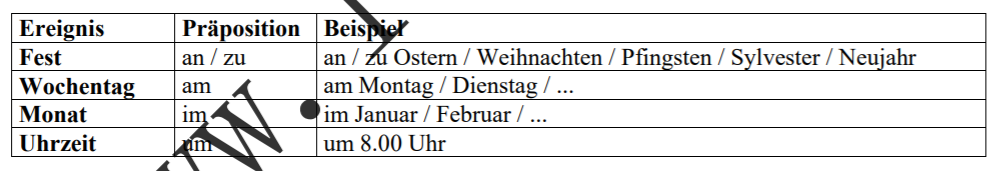 Ereignis Präposition Beispiel
Fest an / zu an / zu Ostern / Weihnachten / Pfingsten / Sylvester / Neujahr
Wochentag am am Montag / Dienstag / ...
Monat im im Januar / Februar / ...
Uhrzeit um um 8.00 Uhr